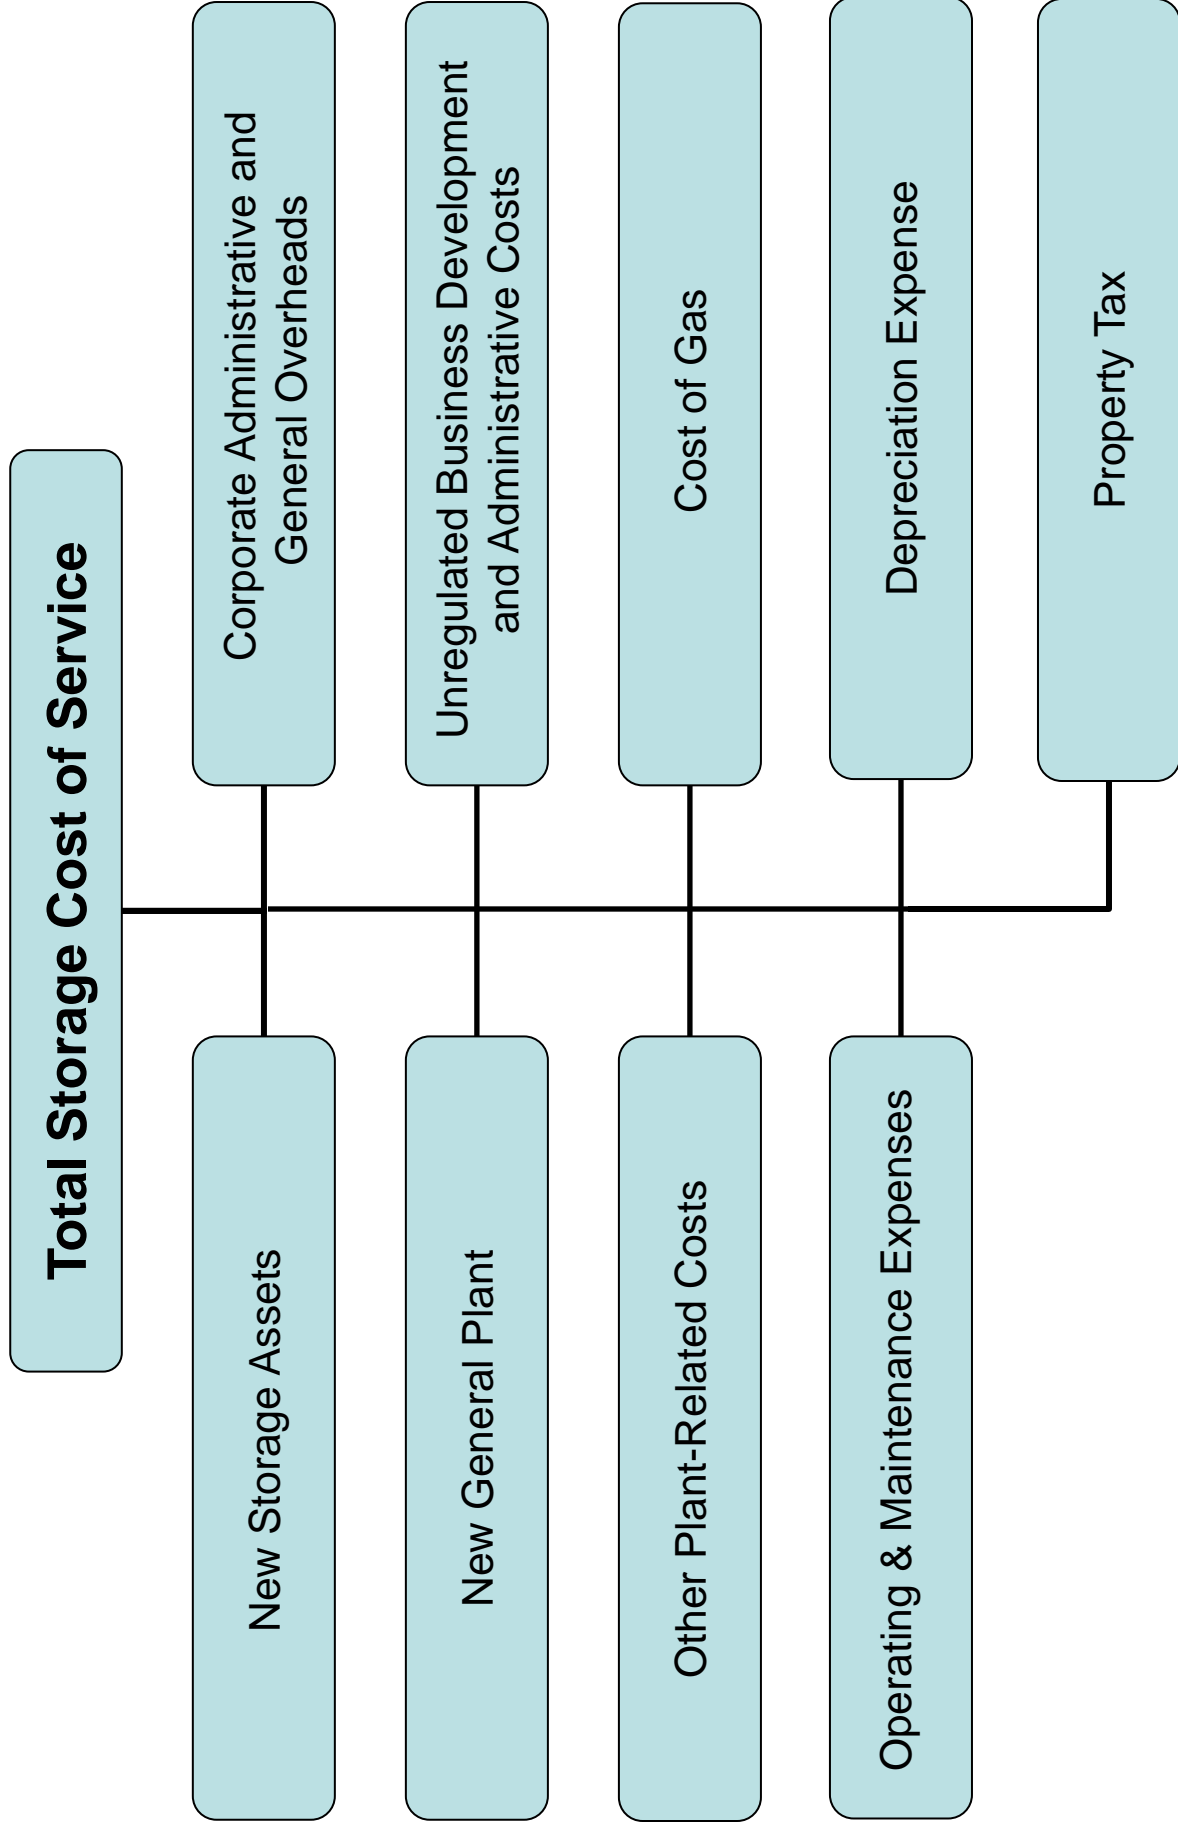 Total Storage Cost of Service
New Storage Assets
Corporate Administrative and
General Overheads
New General Plant
Unregulated Business Development
and Administrative Costs
Other Plant-Related Costs
Cost of Gas
Operating & Maintenance Expenses
Depreciation Expense
Property Tax